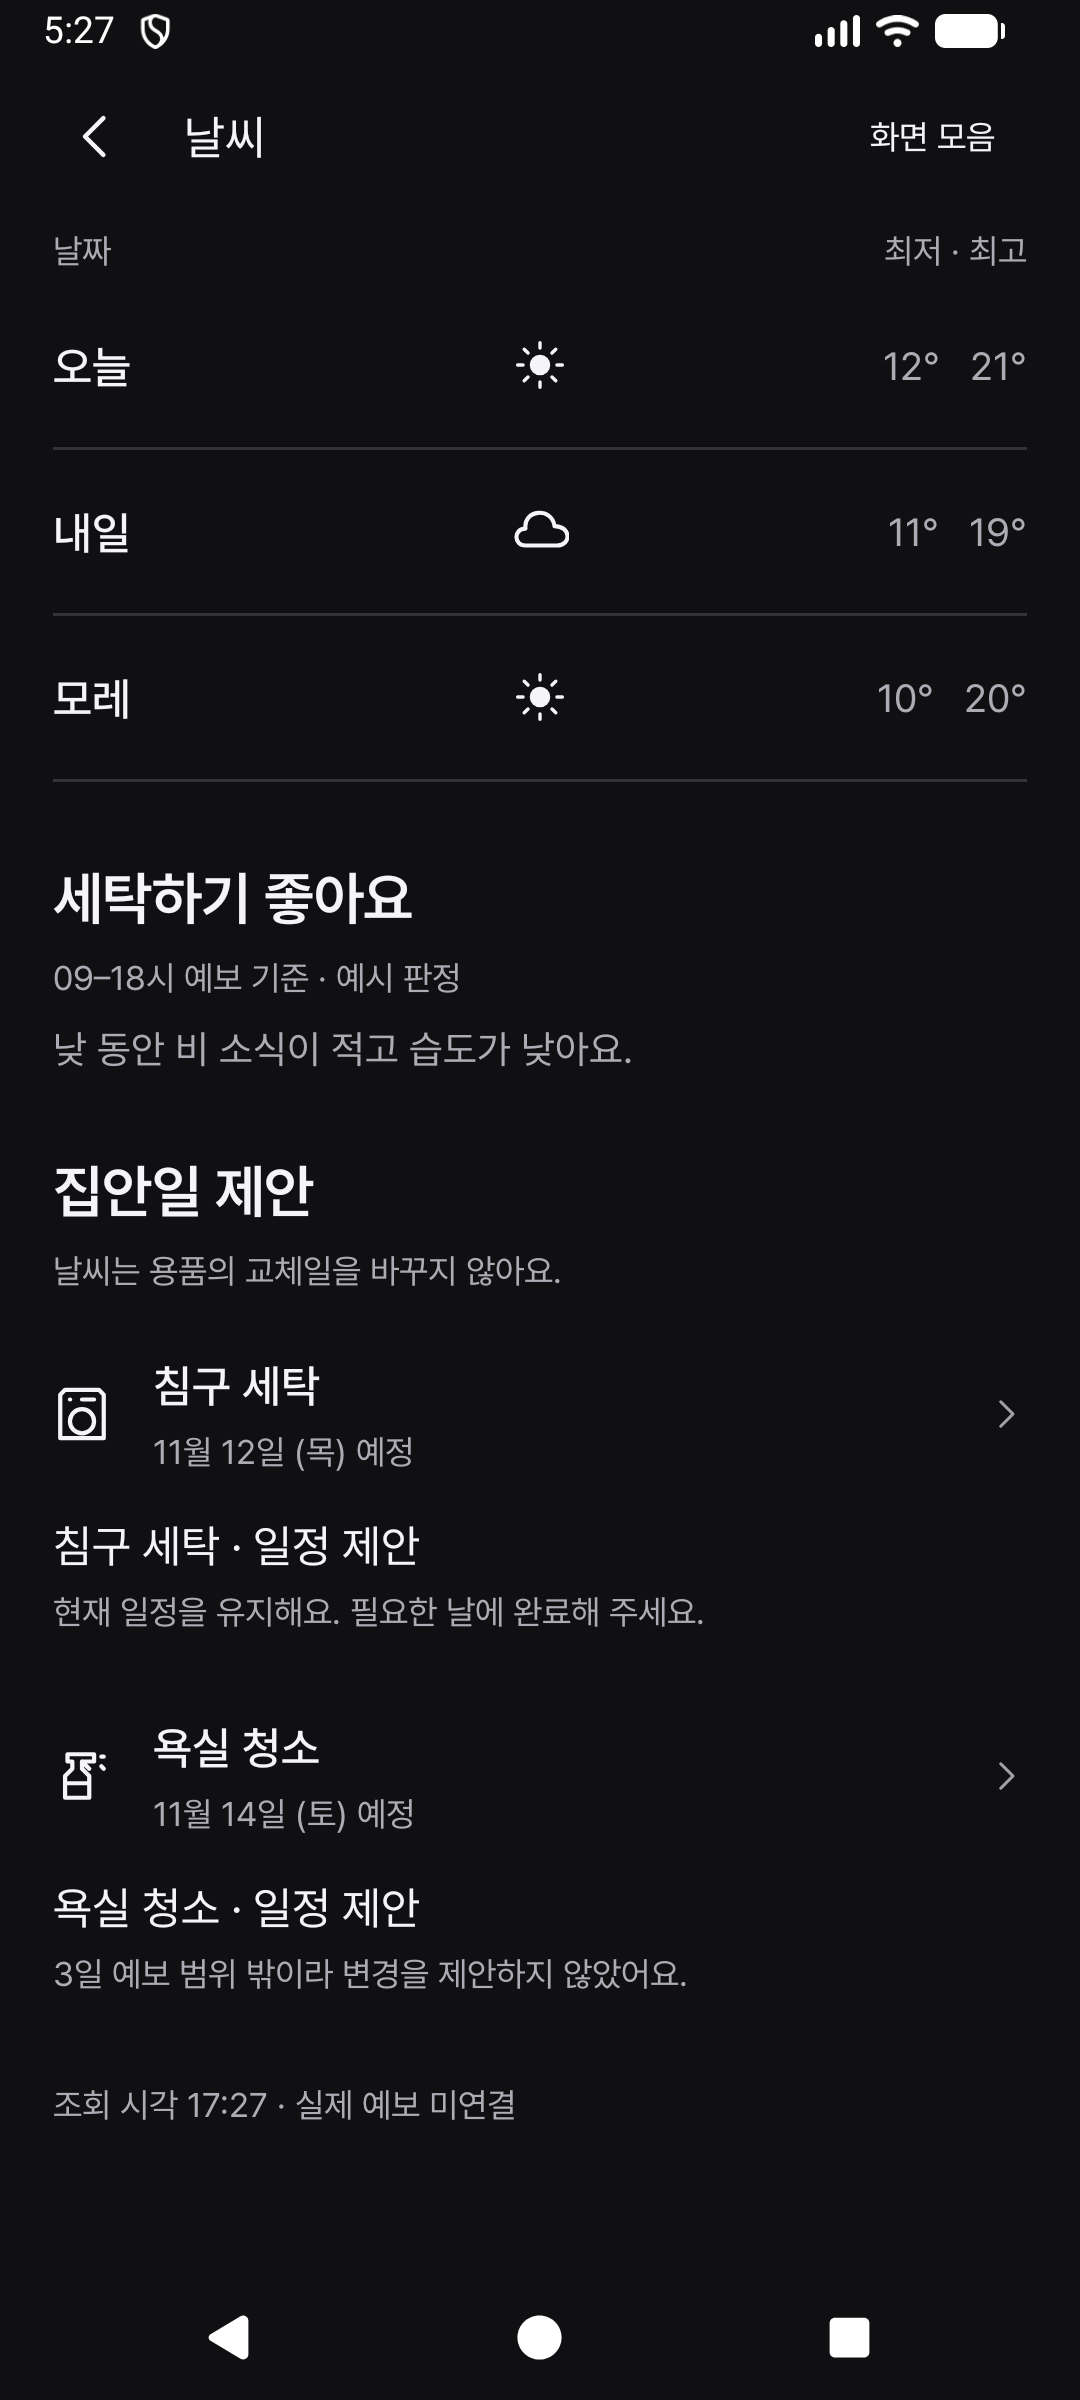 5:27
날씨
화면 모음
날짜
최저 · 최고
오늘
12° 21°
내일
11° 19°
모레
10° 20°
세탁하기 좋아요
09–18시 예보 기준 · 예시 판정
낮 동안 비 소식이 적고 습도가 낮아요.
집안일 제안
날씨는 용품의 교체일을 바꾸지 않아요.
침구 세탁
11월 12일 (목) 예정
침구 세탁 · 일정 제안
현재 일정을 유지해요. 필요한 날에 완료해 주세요.
욕실 청소
11월 14일 (토) 예정
욕실 청소 · 일정 제안
3일 예보 범위 밖이라 변경을 제안하지 않았어요.
조회 시각 17:27 · 실제 예보 미연결